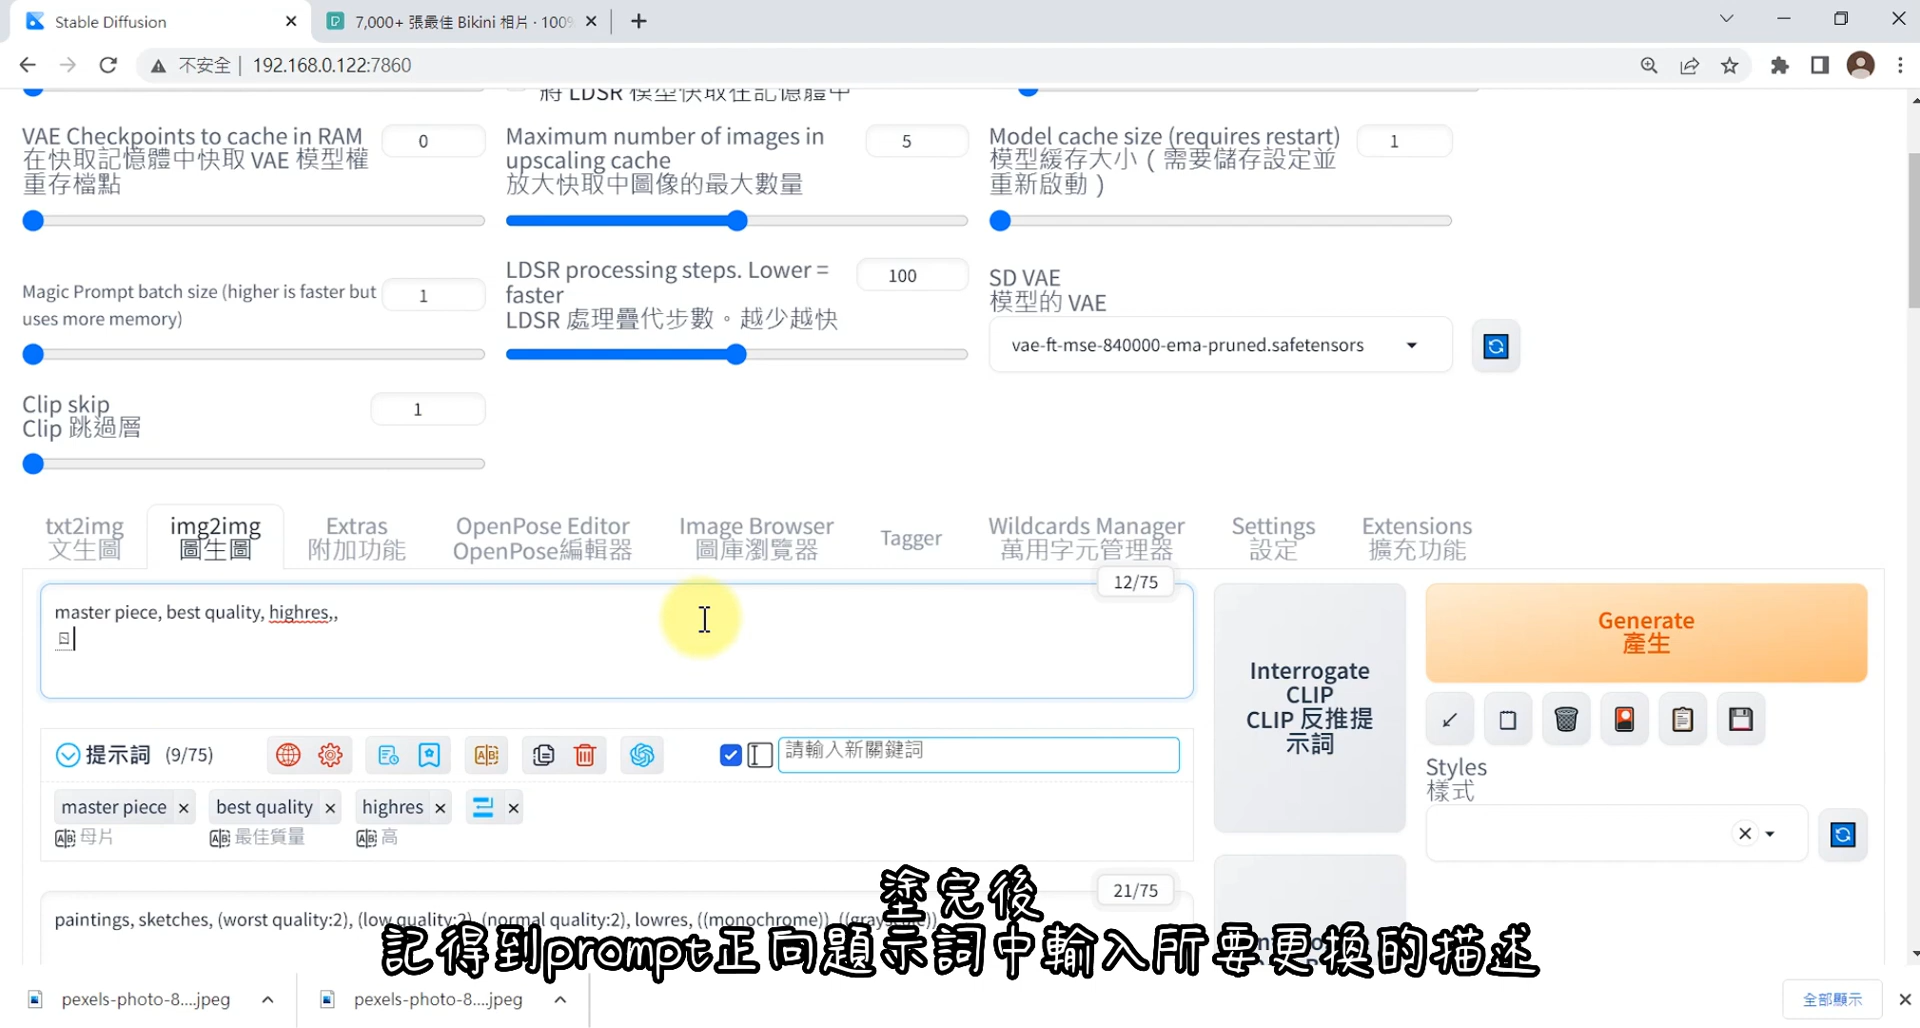 Stable Diffusion
7,000+ 張最佳 Bikini 相片 · 100%
不安全 | 192.168.0.122:7860
將 LDSR 模型快取在記憶體中
VAE Checkpoints to cache in RAM
在快取記憶體中快取 VAE 模型權
重存檔點
0
Maximum number of images in
upscaling cache
放大快取中圖像的最大數量
5
Model cache size (requires restart)
模型緩存大小（需要儲存設定並
重新啟動）
1
Magic Prompt batch size (higher is faster but
uses more memory)
1
LDSR processing steps. Lower =
faster
LDSR 處理疊代步數。越少越快
100
SD VAE
模型的 VAE
vae-ft-mse-840000-ema-pruned.safetensors
Clip skip
Clip 跳過層
1
txt2img
文生圖
img2img
圖生圖
Extras
附加功能
OpenPose Editor
OpenPose編輯器
Image Browser
圖庫瀏覽器
Tagger
Wildcards Manager
萬用字元管理器
Settings
設定
Extensions
擴充功能
12/75
master piece, best quality, highres,,
Interrogate
CLIP
CLIP 反推提
示詞
Generate
產生
提示詞 (9/75)
請輸入新關鍵詞
Styles
樣式
master piece
best quality
highres
母片
最佳質量
高
21/75
paintings, sketches, (worst quality:2), (low quality:2), (normal quality:2), lowres, ((monochrome)), ((grayscale))
塗完後
記得到prompt正向題示詞中輸入所要更換的描述
pexels-photo-8....jpeg
pexels-photo-8....jpeg
全部顯示